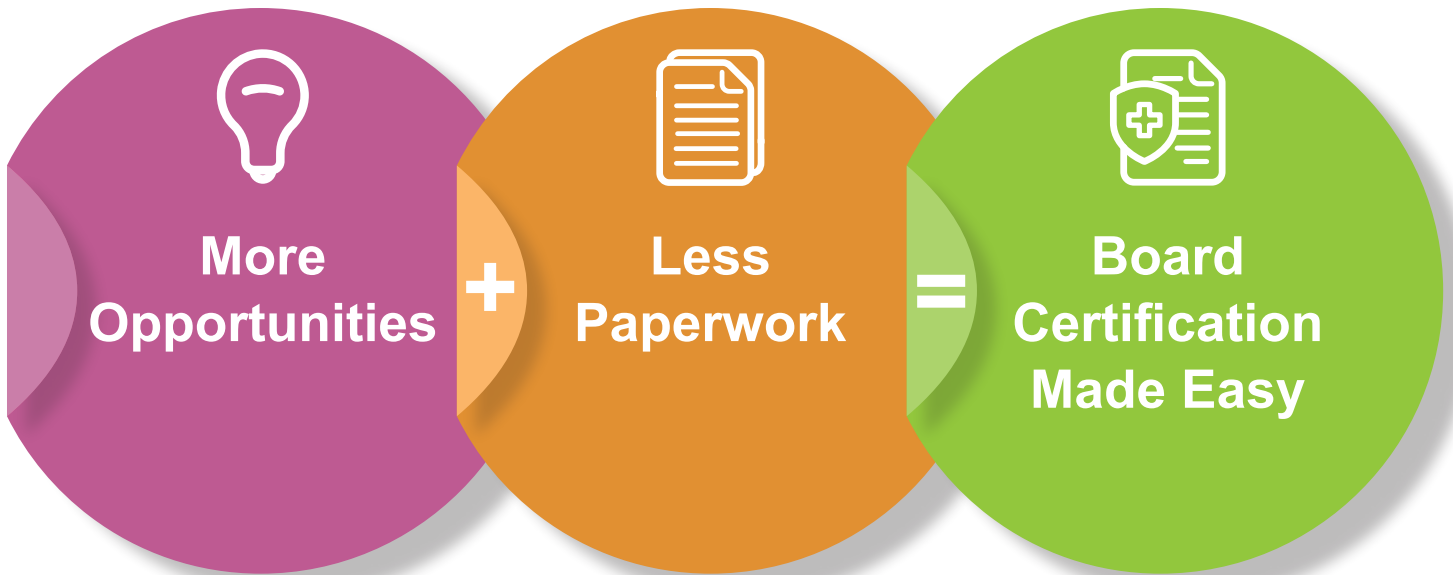 More
Opportunities
+
Less
Paperwork
=
Board
Certification
Made Easy